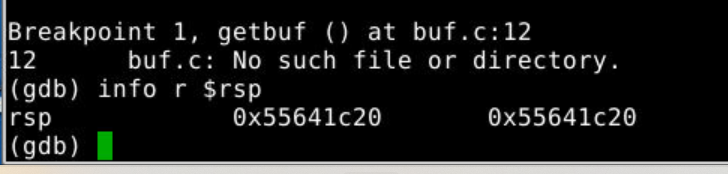 Breakpoint 1, getbuf () at buf.c:12
12      buf.c: No such file or directory.
(gdb) info r $rsp
rsp            0x55641c20       0x55641c20
(gdb)